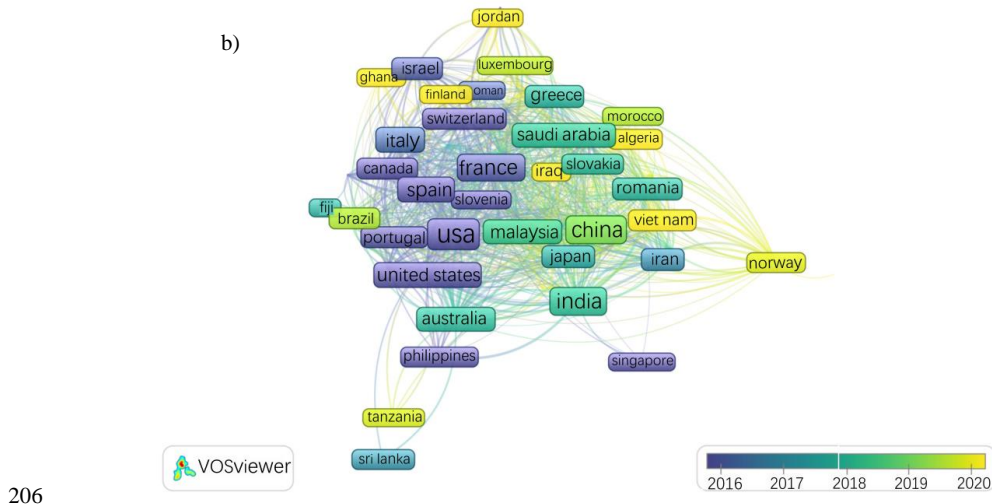 jordan
b)
luxembourg
israel
ghana
finland
oman
greece
switzerland
morocco
saudi arabia
algeria
italy
france
canada
iraq
slovakia
spain
romania
slovenia
fiji
brazil
viet nam
usa
malaysia
china
portugal
japan
iran
norway
united states
india
australia
philippines
singapore
tanzania
sri lanka
VOSviewer
2016 2017 2018 2019 2020
206